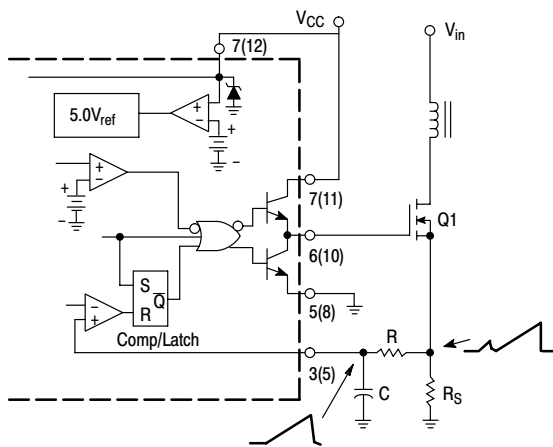 V_CC
V_in
7(12)
5.0V_ref
+
−
+
−
+
−
+
−
7(11)
Q1
6(10)
S
Q̅
R
5(8)
−
+
Comp/Latch
3(5)
R
C
R_S